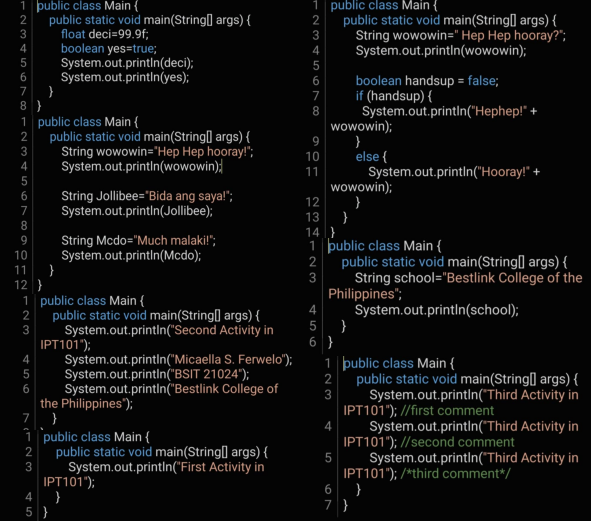 1 public class Main {
2 public static void main(String[] args) {
3 float deci=99.9f;
4 boolean yes=true;
5 System.out.println(deci);
6 System.out.println(yes);
7 }
8 }
1 public class Main {
2 public static void main(String[] args) {
3 String wowowin="Hep Hep hooray!";
4 System.out.println(wowowin);
5
6 String Jollibee="Bida ang saya!";
7 System.out.println(Jollibee);
8
9 String Mcdo="Much malaki!";
10 System.out.println(Mcdo);
11 }
12 }
1 public class Main {
2 public static void main(String[] args) {
3 System.out.println("Second Activity in
IPT101");
4 System.out.println("Micaella S. Ferwelo");
5 System.out.println("BSIT 21024");
6 System.out.println("Bestlink College of
the Philippines");
7 }
1 public class Main {
2 public static void main(String[] args) {
3 System.out.println("First Activity in
IPT101");
4 }
5 }
1 public class Main {
2 public static void main(String[] args) {
3 String wowowin=" Hep Hep hooray?";
4 System.out.println(wowowin);
5
6 boolean handsup = false;
7 if (handsup) {
8 System.out.println("Hephep!" +
wowowin);
9 }
10 else {
11 System.out.println("Hooray!" +
wowowin);
12 }
13 }
14 }
1 public class Main {
2 public static void main(String[] args) {
3 String school="Bestlink College of the
Philippines";
4 System.out.println(school);
5 }
6 }
1 public class Main {
2 public static void main(String[] args) {
3 System.out.println("Third Activity in
IPT101"); //first comment
4 System.out.println("Third Activity in
IPT101"); //second comment
5 System.out.println("Third Activity in
IPT101"); /*third comment*/
6 }
7 }